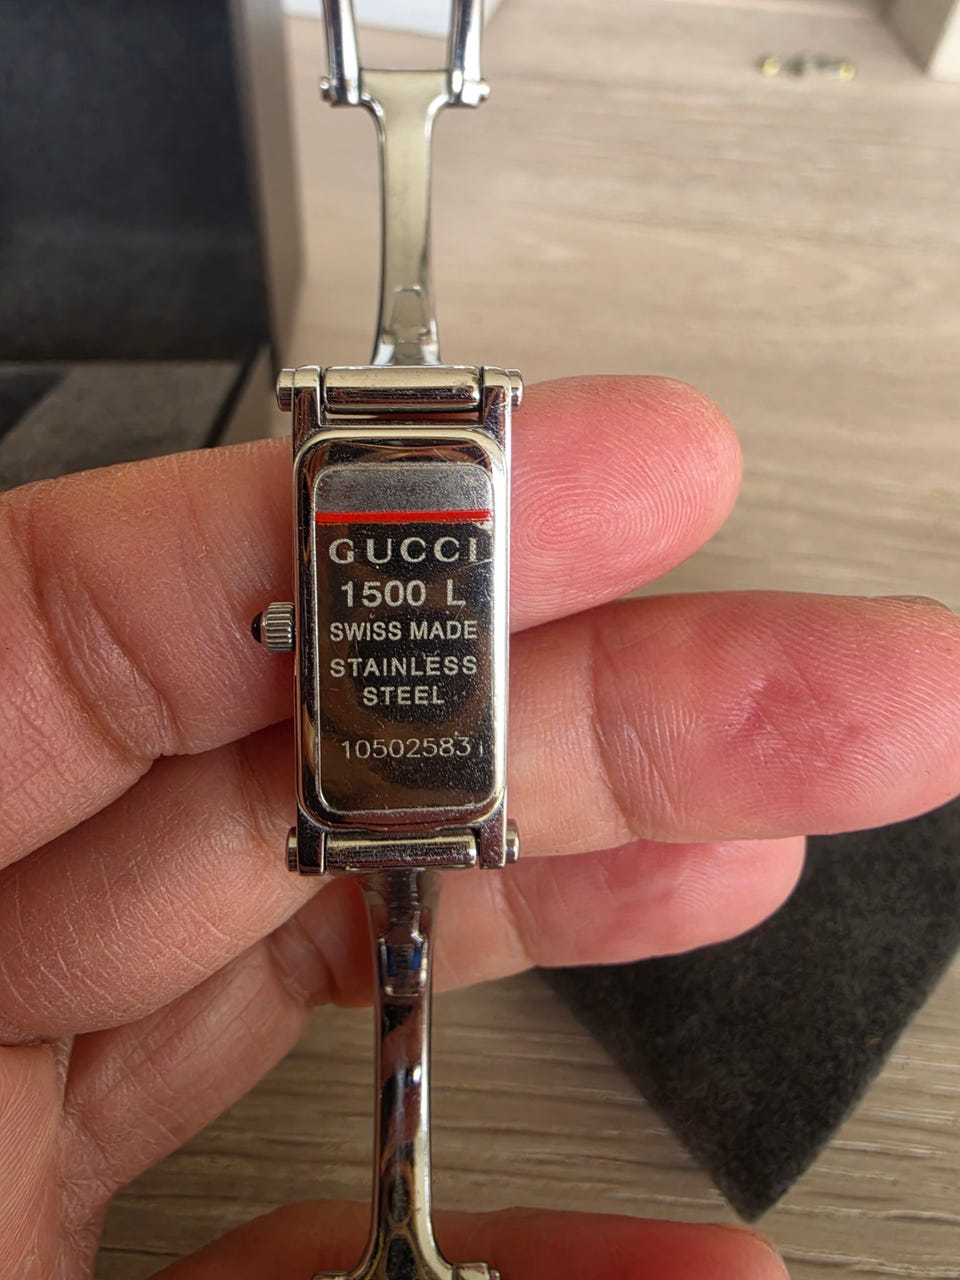 GUCCI
1500 L
SWISS MADE
STAINLESS
STEEL
10502583